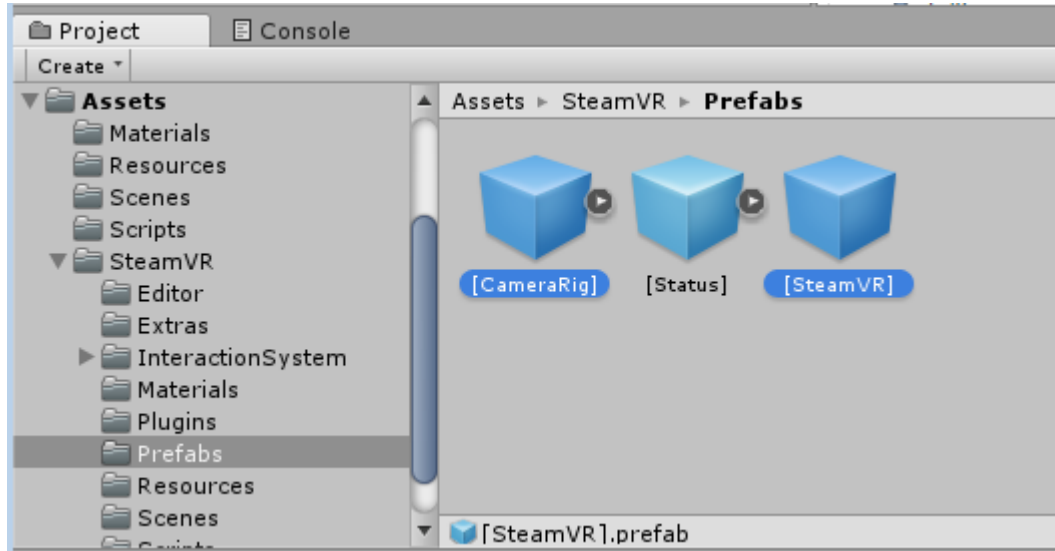 Project
Console
Create
Assets
Materials
Resources
Scenes
Scripts
SteamVR
Editor
Extras
InteractionSystem
Materials
Plugins
Prefabs
Resources
Scenes
Assets ▸ SteamVR ▸ Prefabs
[CameraRig]
[Status]
[SteamVR]
[SteamVR].prefab